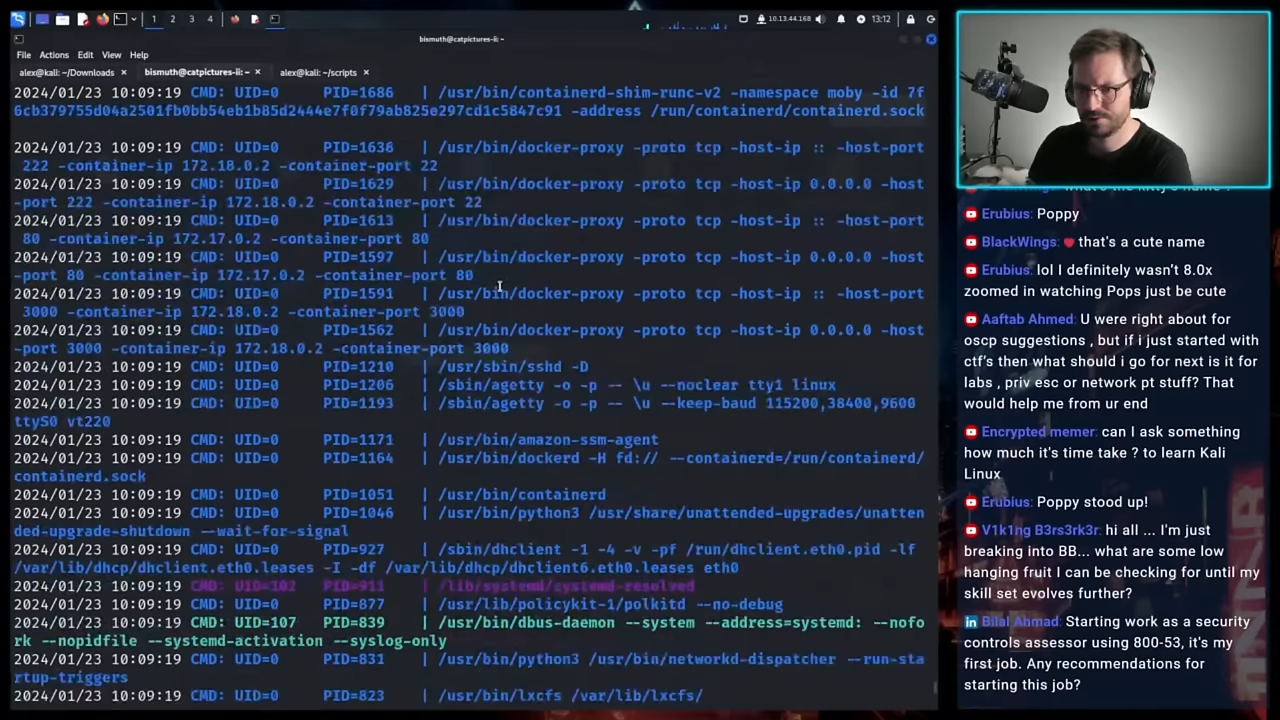 1 2 3 4
10.13.44.168
13:12
bismuth@catpictures-ii: ~
File Actions Edit View Help
alex@kali: ~/Downloads × bismuth@catpictures-ii: ~ × alex@kali: ~/scripts ×
2024/01/23 10:09:19 CMD: UID=0 PID=1686 | /usr/bin/containerd-shim-runc-v2 -namespace moby -id 7f
6cb379755d04a2501fb0bb54eb1b85d2444e7f0f79a8825e297cd1c5847c91 -address /run/containerd/containerd.sock
2024/01/23 10:09:19 CMD: UID=0 PID=1638 | /usr/bin/docker-proxy -proto tcp -host-ip :: -host-port
222 -container-ip 172.18.0.2 -container-port 22
2024/01/23 10:09:19 CMD: UID=0 PID=1629 | /usr/bin/docker-proxy -proto tcp -host-ip 0.0.0.0 -host
-port 222 -container-ip 172.18.0.2 -container-port 22
2024/01/23 10:09:19 CMD: UID=0 PID=1613 | /usr/bin/docker-proxy -proto tcp -host-ip :: -host-port
80 -container-ip 172.17.0.2 -container-port 80
2024/01/23 10:09:19 CMD: UID=0 PID=1597 | /usr/bin/docker-proxy -proto tcp -host-ip 0.0.0.0 -host
-port 80 -container-ip 172.17.0.2 -container-port 80
2024/01/23 10:09:19 CMD: UID=0 PID=1591 | /usr/bin/docker-proxy -proto tcp -host-ip :: -host-port
3000 -container-ip 172.18.0.2 -container-port 3000
2024/01/23 10:09:19 CMD: UID=0 PID=1562 | /usr/bin/docker-proxy -proto tcp -host-ip 0.0.0.0 -host
-port 3000 -container-ip 172.18.0.2 -container-port 3000
2024/01/23 10:09:19 CMD: UID=0 PID=1210 | /usr/sbin/sshd -D
2024/01/23 10:09:19 CMD: UID=0 PID=1206 | /sbin/agetty -o -p -- \u --noclear tty1 linux
2024/01/23 10:09:19 CMD: UID=0 PID=1193 | /sbin/agetty -o -p -- \u --keep-baud 115200,38400,9600
ttyS0 vt220
2024/01/23 10:09:19 CMD: UID=0 PID=1171 | /usr/bin/amazon-ssm-agent
2024/01/23 10:09:19 CMD: UID=0 PID=1164 | /usr/bin/dockerd -H fd:// --containerd=/run/containerd/
containerd.sock
2024/01/23 10:09:19 CMD: UID=0 PID=1051 | /usr/bin/containerd
2024/01/23 10:09:19 CMD: UID=0 PID=1046 | /usr/bin/python3 /usr/share/unattended-upgrades/unatten
ded-upgrade-shutdown --wait-for-signal
2024/01/23 10:09:19 CMD: UID=0 PID=927 | /sbin/dhclient -1 -4 -v -pf /run/dhclient.eth0.pid -lf
/var/lib/dhcp/dhclient.eth0.leases -I -df /var/lib/dhcp/dhclient6.eth0.leases eth0
2024/01/23 10:09:19 CMD: UID=102 PID=911 | /lib/systemd/systemd-resolved
2024/01/23 10:09:19 CMD: UID=0 PID=877 | /usr/lib/policykit-1/polkitd --no-debug
2024/01/23 10:09:19 CMD: UID=107 PID=839 | /usr/bin/dbus-daemon --system --address=systemd: --nofo
rk --nopidfile --systemd-activation --syslog-only
2024/01/23 10:09:19 CMD: UID=0 PID=831 | /usr/bin/python3 /usr/bin/networkd-dispatcher --run-sta
rtup-triggers
2024/01/23 10:09:19 CMD: UID=0 PID=823 | /usr/bin/lxcfs /var/lib/lxcfs/
Erubius: Poppy
BlackWings: ❤ that's a cute name
Erubius: lol I definitely wasn't 8.0x
zoomed in watching Pops just be cute
Aaftab Ahmed: U were right about for
oscp suggestions , but if i just started with
ctf's then what should i go for next is it for
labs , priv esc or network pt stuff? That
would help me from ur end
Encrypted memer: can I ask something
how much it's time take ? to learn Kali
Linux
Erubius: Poppy stood up!
V1k1ng B3rs3rk3r: hi all ... I'm just
breaking into BB... what are some low
hanging fruit I can be checking for until my
skill set evolves further?
Bilal Ahmad: Starting work as a security
controls assessor using 800-53, it's my
first job. Any recommendations for
starting this job?